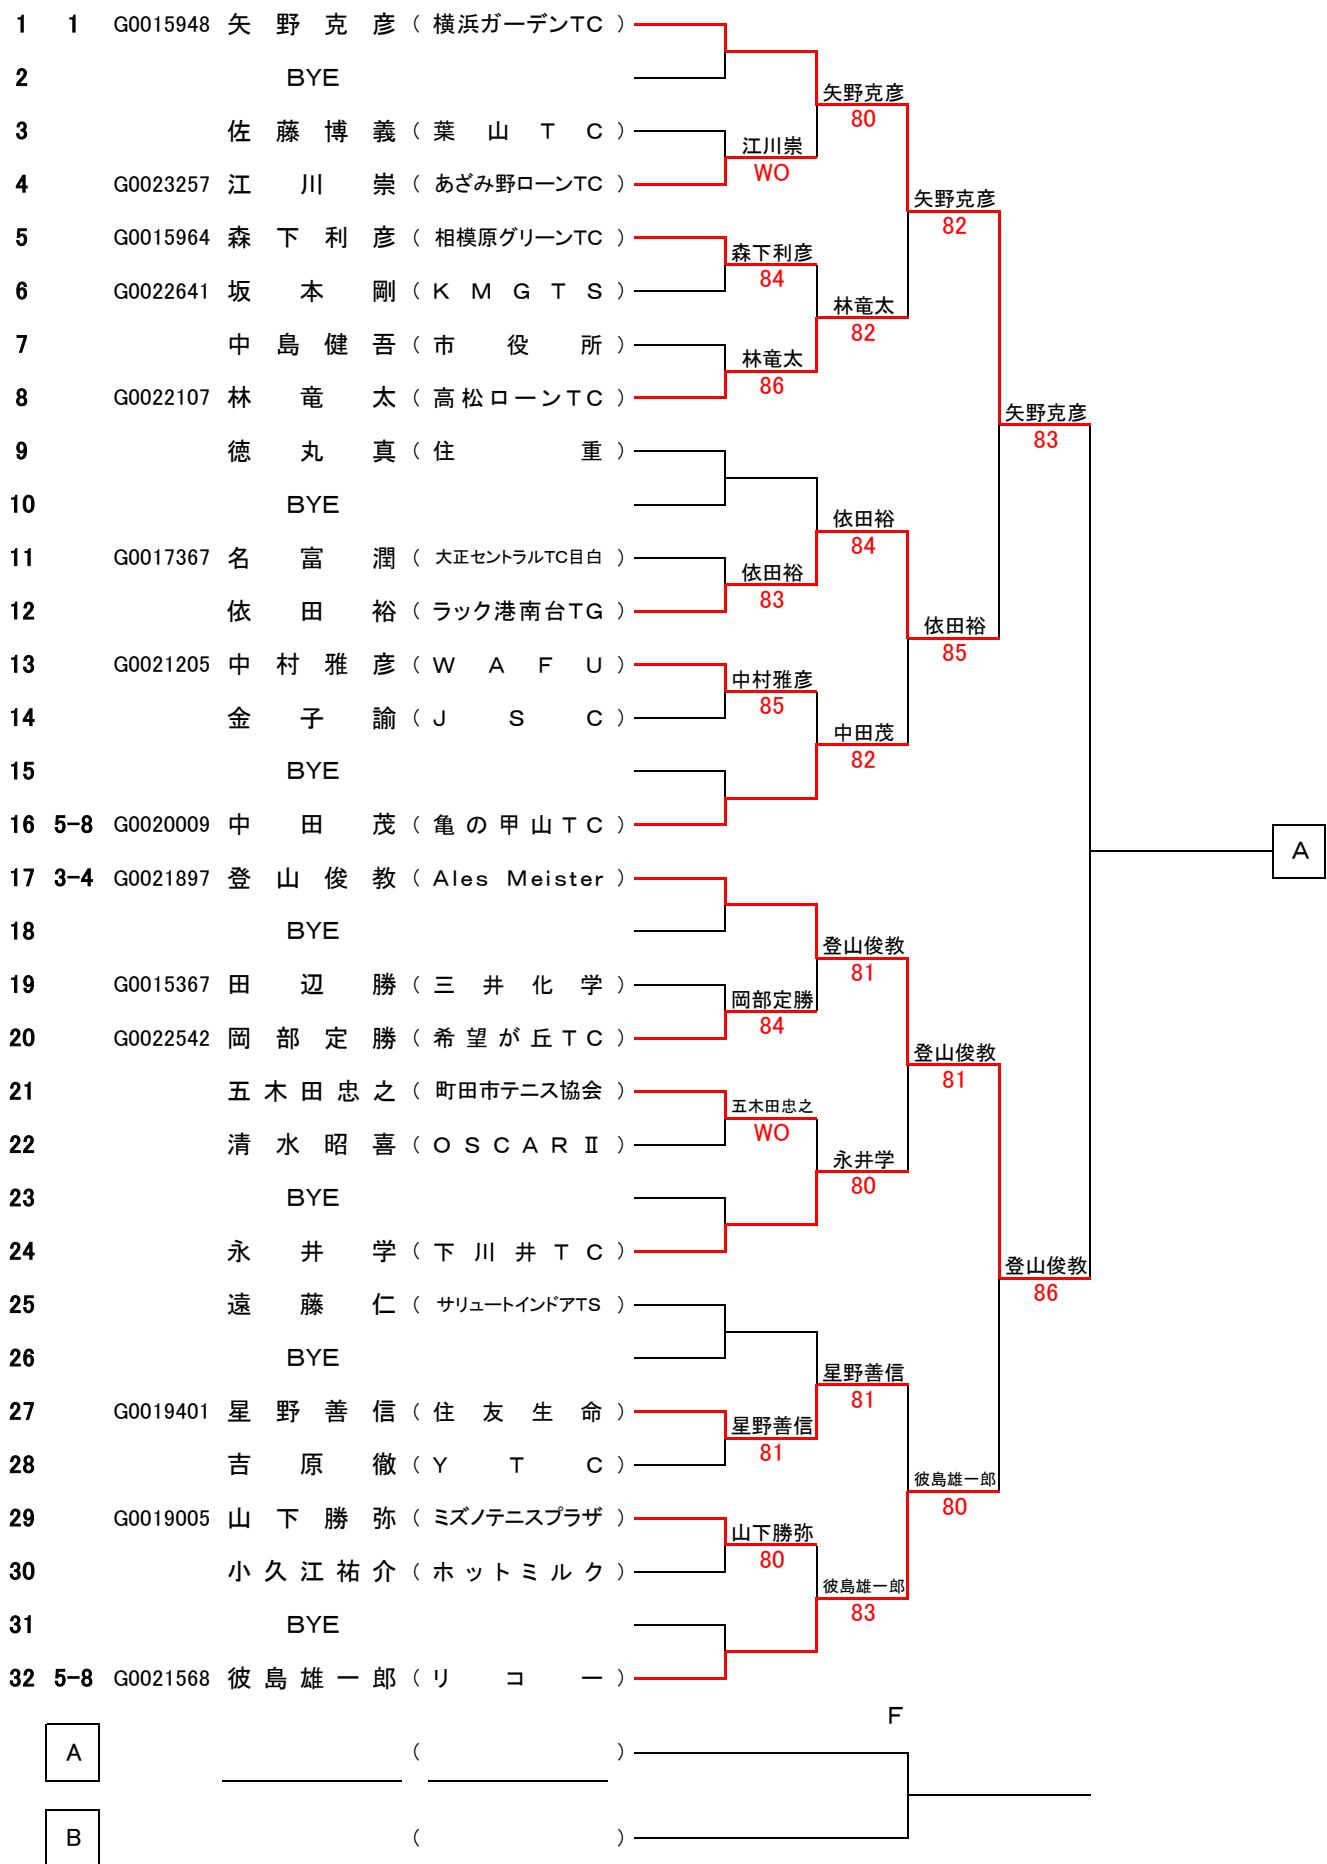 1 1 G0015948 矢野克彦 ( 横浜ガーデンTC )
2 BYE
矢野克彦
80
3 佐藤博義 ( 葉山TC )
江川崇
WO
4 G0023257 江川崇 ( あざみ野ローンTC )
矢野克彦
82
5 G0015964 森下利彦 ( 相模原グリーンTC )
森下利彦
84
6 G0022641 坂本剛 ( KMGTS )
林竜太
82
7 中島健吾 ( 市役所 )
林竜太
86
8 G0022107 林竜太 ( 高松ローンTC )
矢野克彦
83
9 徳丸真 ( 住重 )
10 BYE
依田裕
84
11 G0017367 名富潤 ( 大正セントラルTC目白 )
依田裕
83
12 依田裕 ( ラック港南台TG )
依田裕
85
13 G0021205 中村雅彦 ( WAFU )
中村雅彦
85
14 金子諭 ( JSC )
中田茂
82
15 BYE
16 5-8 G0020009 中田茂 ( 亀の甲山TC )
A
17 3-4 G0021897 登山俊教 ( Ales Meister )
18 BYE
登山俊教
81
19 G0015367 田辺勝 ( 三井化学 )
岡部定勝
84
20 G0022542 岡部定勝 ( 希望が丘TC )
登山俊教
81
21 五木田忠之 ( 町田市テニス協会 )
五木田忠之
WO
22 清水昭喜 ( OSCARⅡ )
永井学
80
23 BYE
24 永井学 ( 下川井TC )
登山俊教
86
25 遠藤仁 ( サリュートインドアTS )
26 BYE
星野善信
81
27 G0019401 星野善信 ( 住友生命 )
星野善信
81
28 吉原徹 ( YTC )
彼島雄一郎
80
29 G0019005 山下勝弥 ( ミズノテニスプラザ )
山下勝弥
80
30 小久江祐介 ( ホットミルク )
彼島雄一郎
83
31 BYE
32 5-8 G0021568 彼島雄一郎 ( リコー )
F
A ( )
B ( )